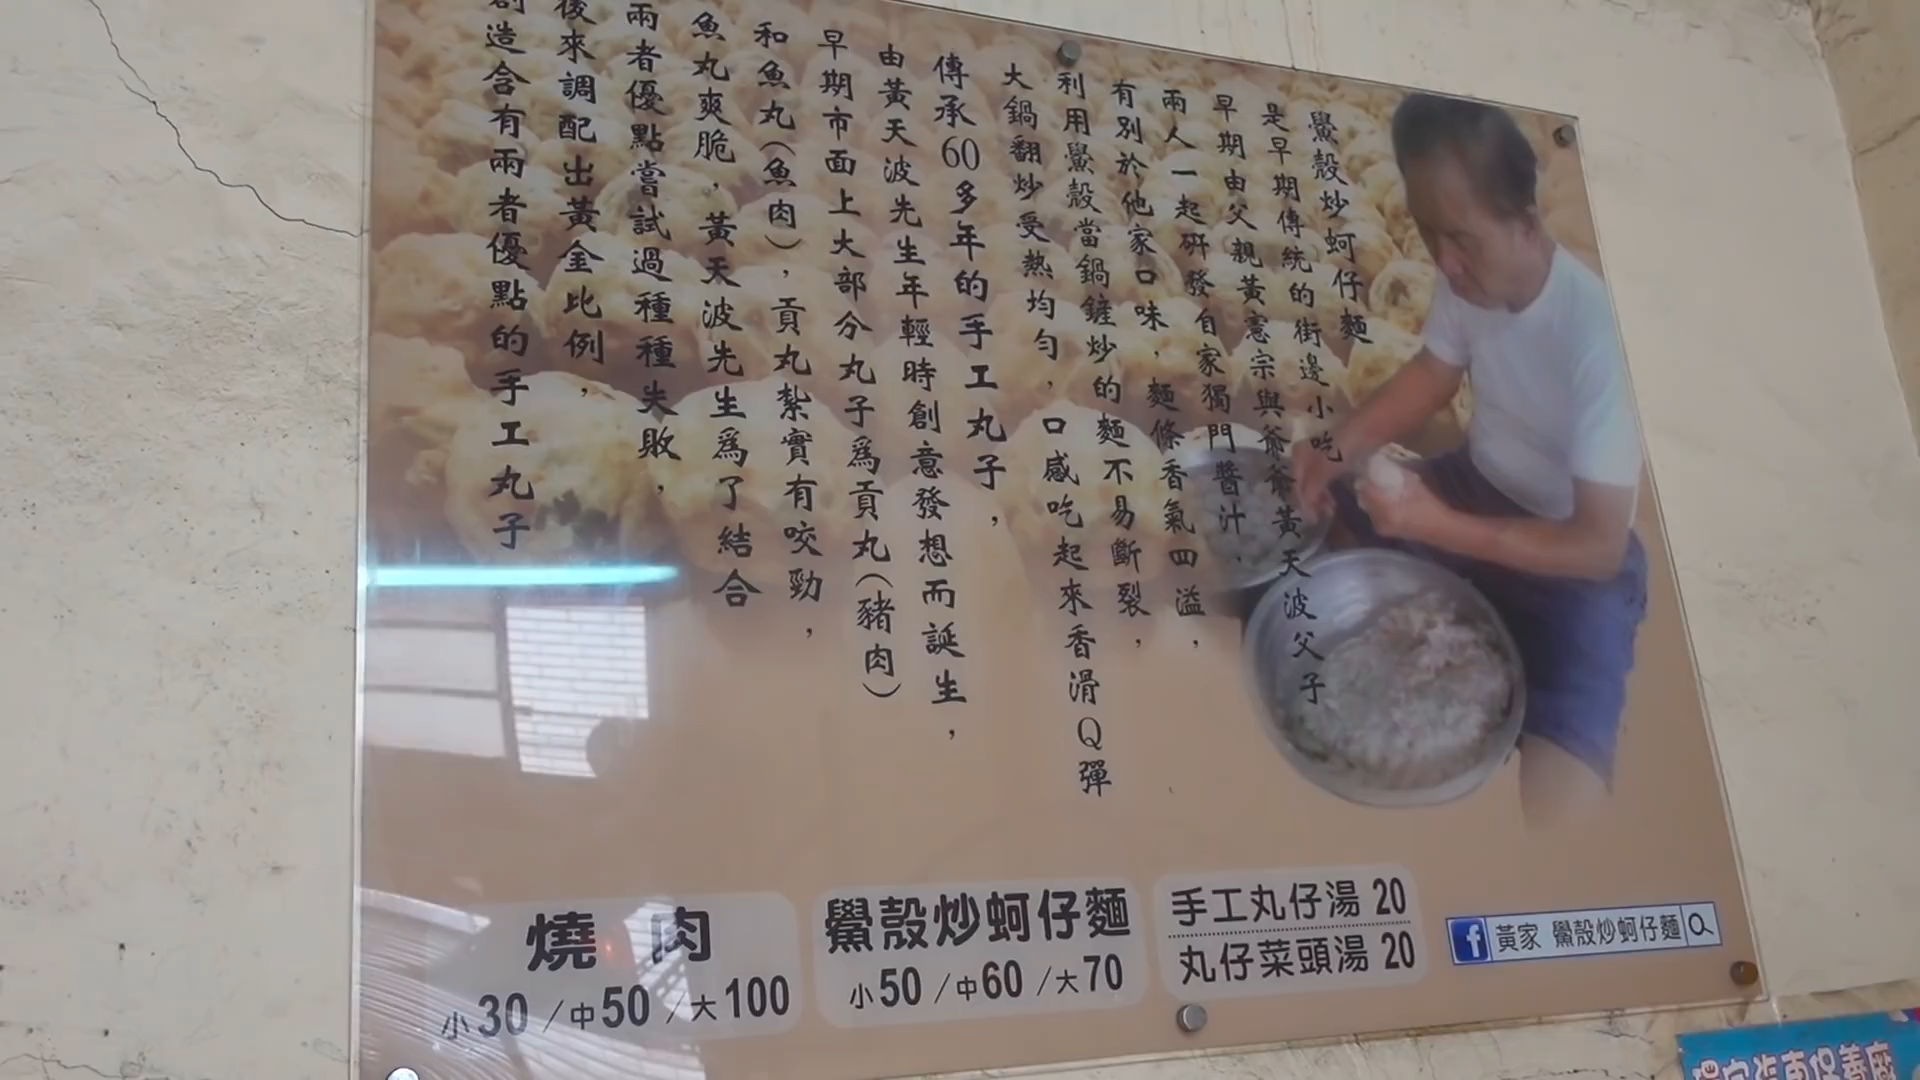 鱟殼炒蚵仔麵
是早期傳統的街邊小吃
早期由父親黃憲宗與爺爺黃天波父子
兩人一起研發自家獨門醬汁，
有別於他家口味，麵條香氣四溢，
利用鱟殼當鍋鏟炒的麵不易斷裂，
大鍋翻炒受熱均勻，口感吃起來香滑Q彈
傳承60多年的手工丸子，
由黃天波先生年輕時創意發想而誕生，
早期市面上大部分丸子爲貢丸(豬肉)
和魚丸(魚肉)，貢丸紮實有咬勁，
魚丸爽脆，黃天波先生爲了結合
兩者優點嘗試過種種失敗，
後來調配出黃金比例，
創造含有兩者優點的手工丸子
燒肉
小30/中50/大100
鱟殼炒蚵仔麵
小50/中60/大70
手工丸仔湯 20
丸仔菜頭湯 20
f 黃家 鱟殼炒蚵仔麵
環宇汽車保養廠